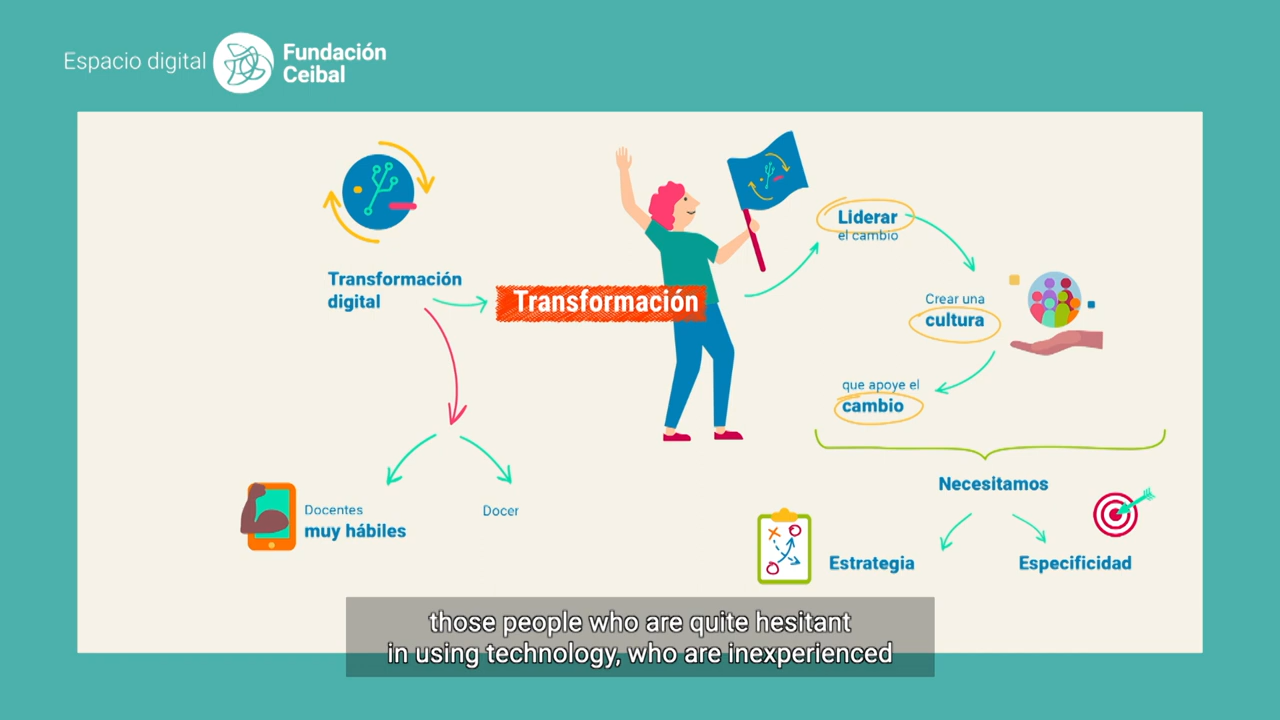 Espacio digital
Fundación
Ceibal
Transformación
digital
Transformación
Liderar
el cambio
Crear una
cultura
que apoye el
cambio
Necesitamos
Estrategia
Especificidad
Docentes
muy hábiles
Docer
those people who are quite hesitant
in using technology, who are inexperienced